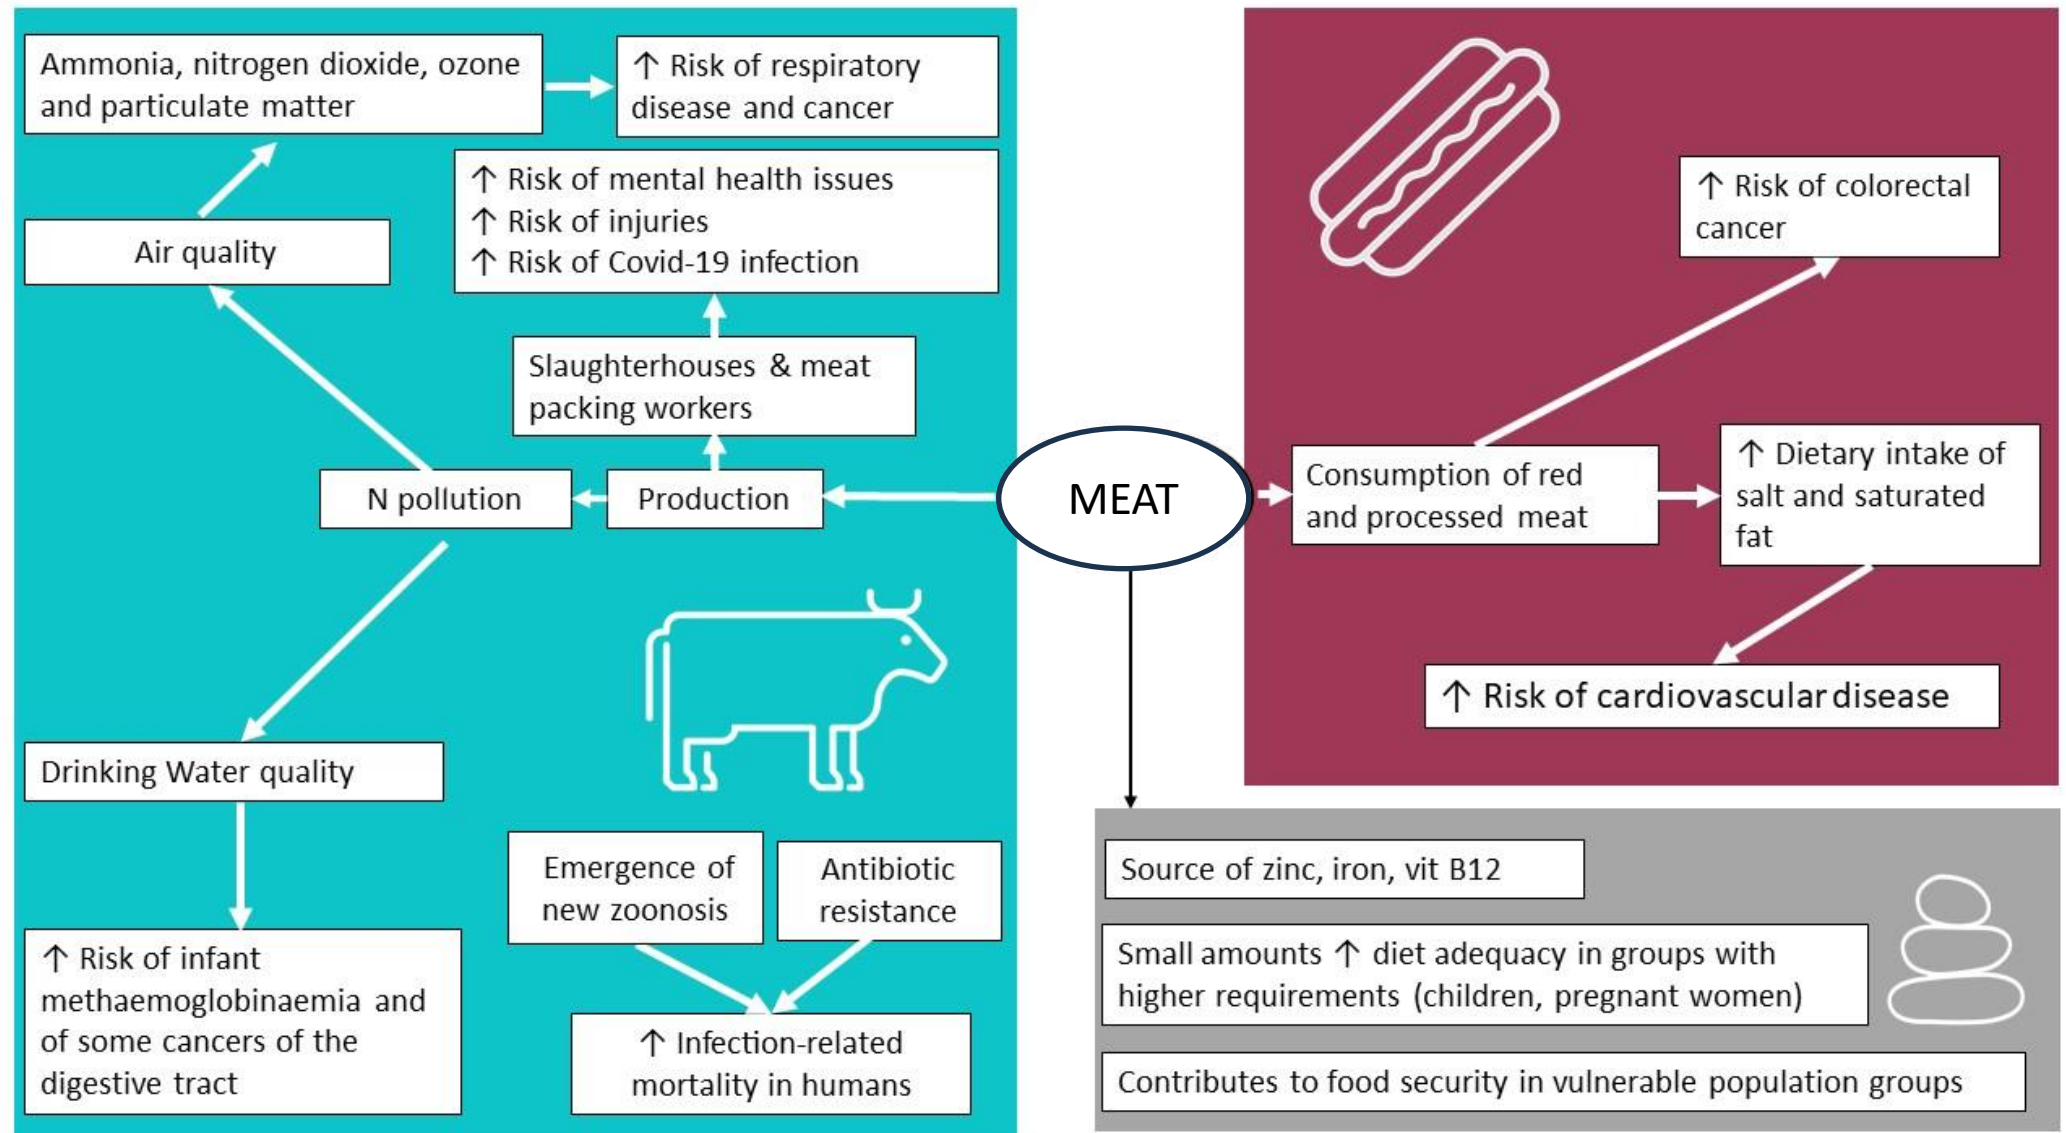 Ammonia, nitrogen dioxide, ozone
and particulate matter
↑ Risk of respiratory
disease and cancer
↑ Risk of mental health issues
↑ Risk of injuries
↑ Risk of Covid-19 infection
Air quality
Slaughterhouses & meat
packing workers
N pollution
Production
Drinking Water quality
↑ Risk of infant
methaemoglobinaemia and
of some cancers of the
digestive tract
Emergence of
new zoonosis
Antibiotic
resistance
↑ Infection-related
mortality in humans
MEAT
↑ Risk of colorectal
cancer
Consumption of red
and processed meat
↑ Dietary intake of
salt and saturated
fat
↑ Risk of cardiovascular disease
Source of zinc, iron, vit B12
Small amounts ↑ diet adequacy in groups with
higher requirements (children, pregnant women)
Contributes to food security in vulnerable population groups